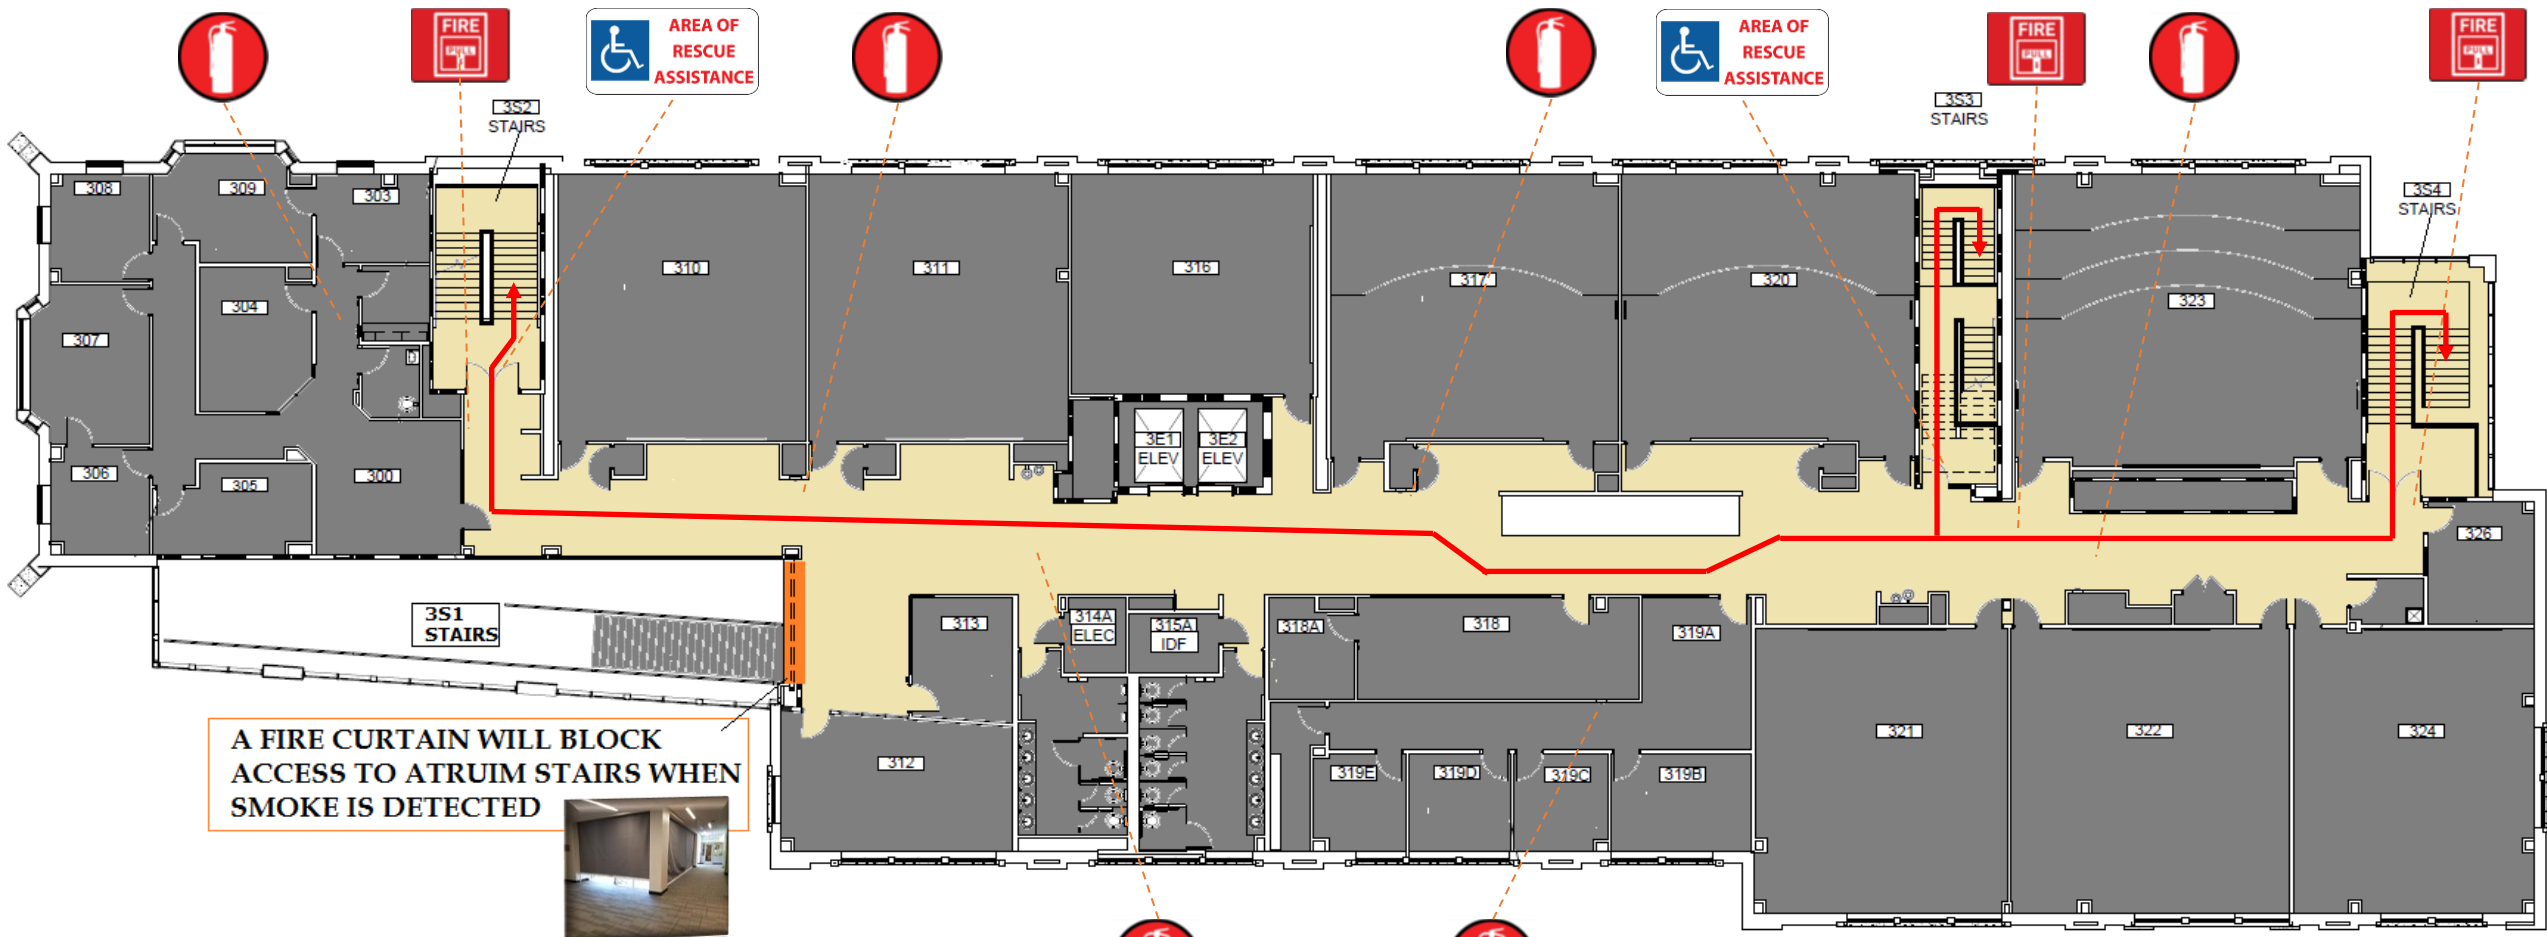 FIRE
PULL
AREA OF
RESCUE
ASSISTANCE
AREA OF
RESCUE
ASSISTANCE
FIRE
PULL
FIRE
PULL
3S2
STAIRS
3S3
STAIRS
3S4
STAIRS
308
309
303
310
311
316
317
320
323
304
307
3E1
ELEV
3E2
ELEV
306
305
300
326
3S1
STAIRS
313
314A
ELEC
315A
IDF
318A
318
319A
312
319E
319D
319C
319B
321
322
324
A FIRE CURTAIN WILL BLOCK
ACCESS TO ATRUIM STAIRS WHEN
SMOKE IS DETECTED